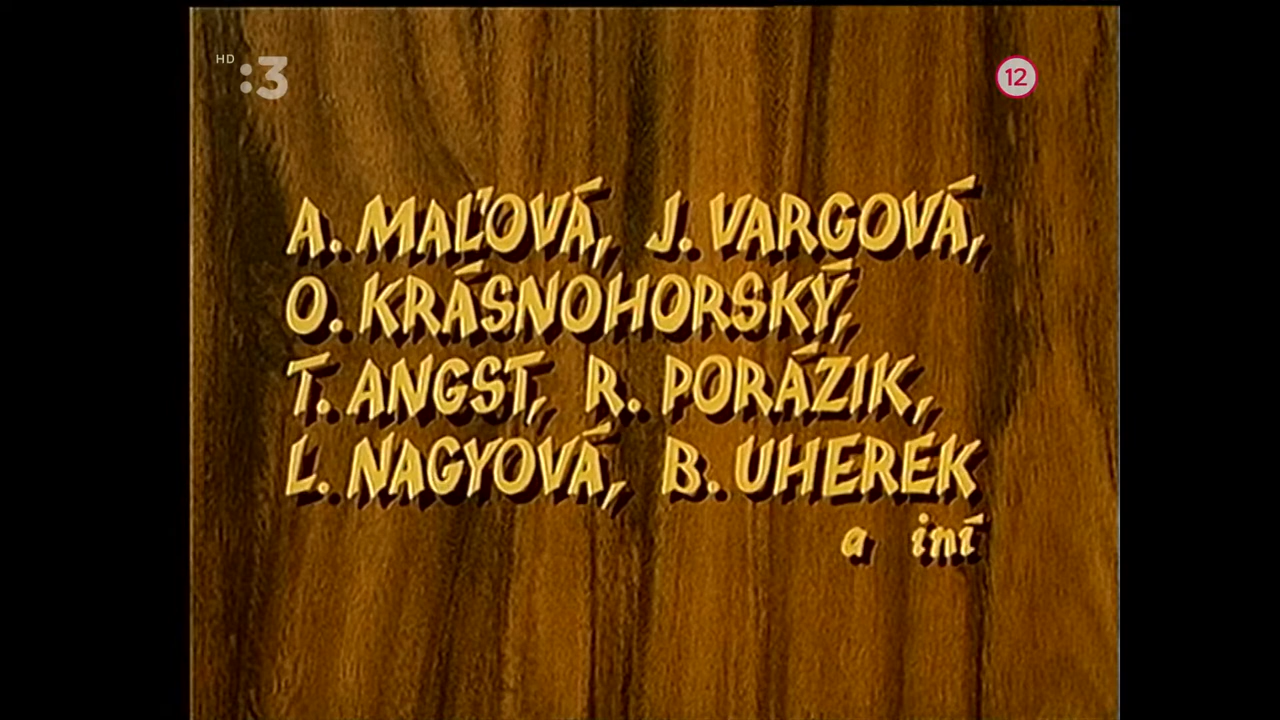 HD
:3
12
A. MAĽOVÁ, J. VARGOVÁ,
O. KRÁSNOHORSKÝ,
T. ANGST, R. PORÁZIK,
L. NAGYOVÁ, B. UHEREK
a iní